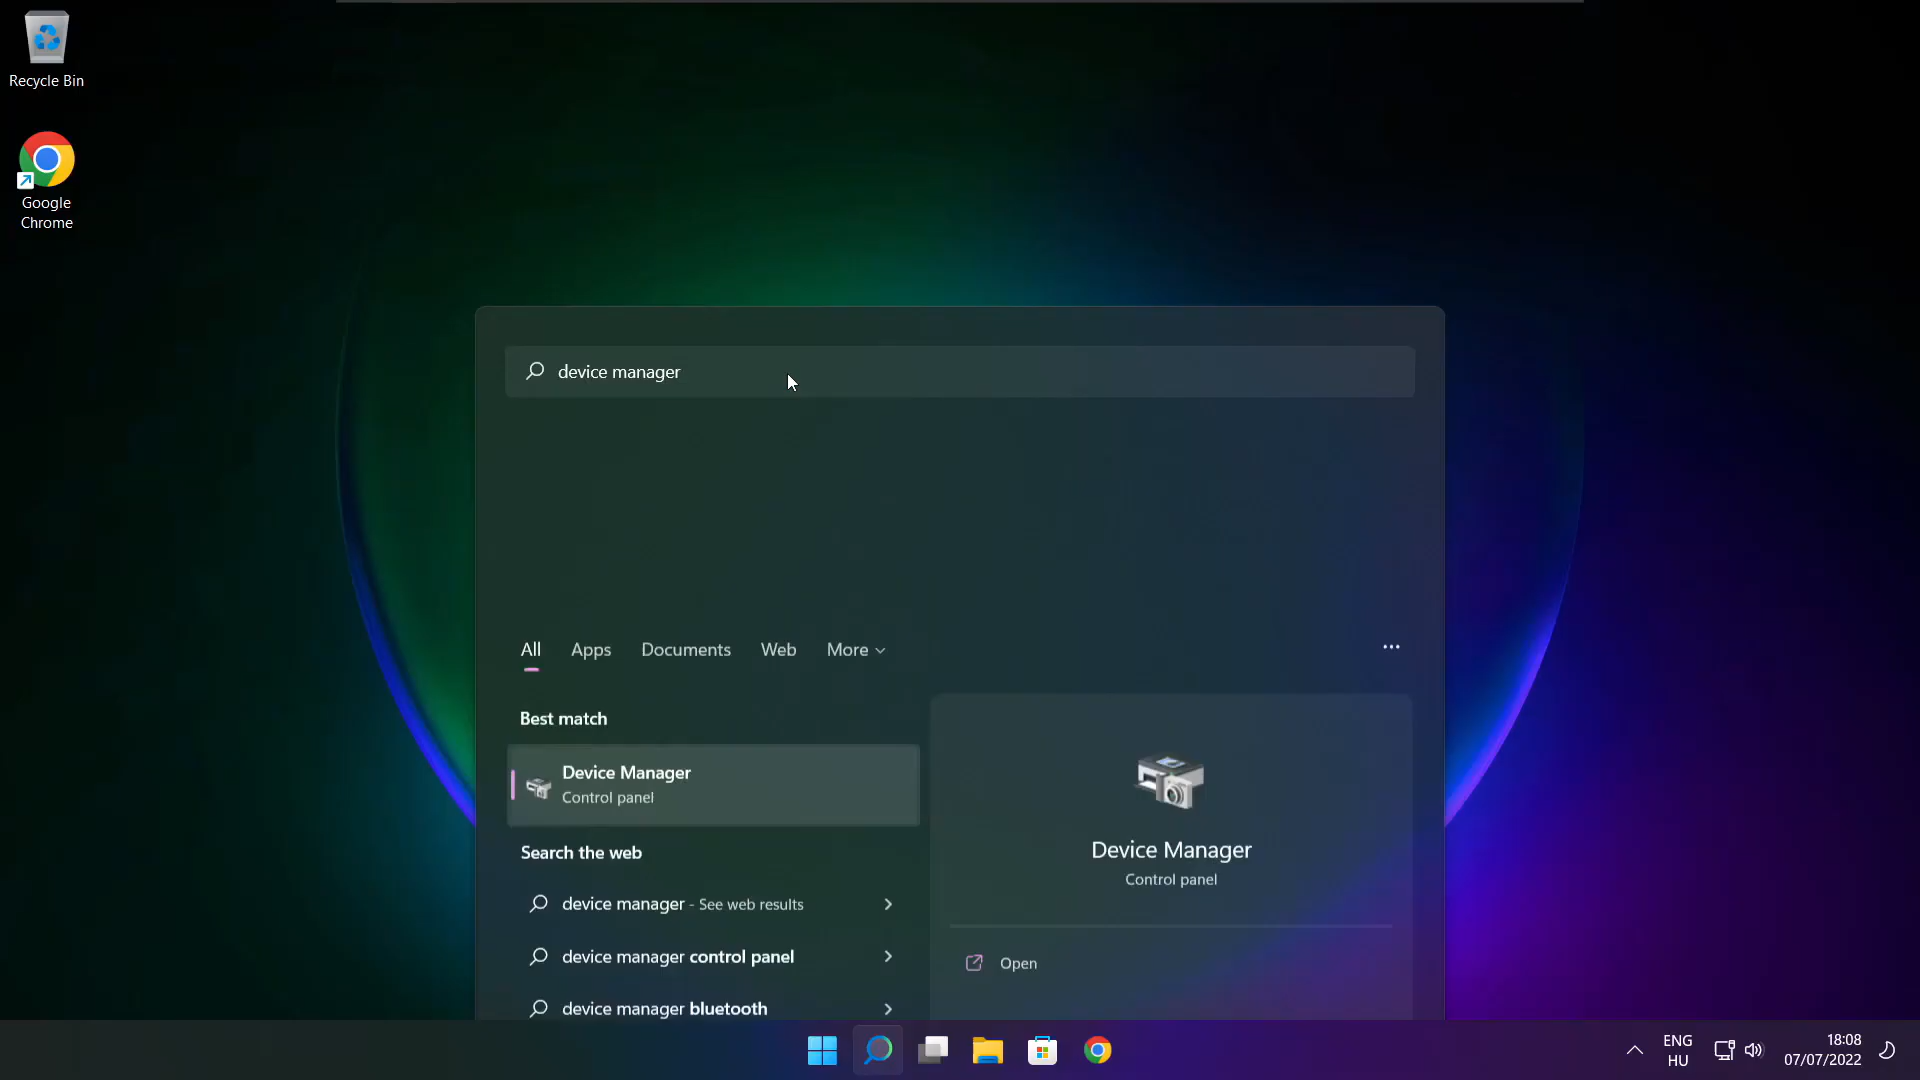 Recycle Bin
Google
Chrome
device manager
All Apps Documents Web More
Best match
Device Manager
Control panel
Search the web
device manager - See web results
device manager control panel
device manager bluetooth
Device Manager
Control panel
Open
ENG
HU
18:08
07/07/2022